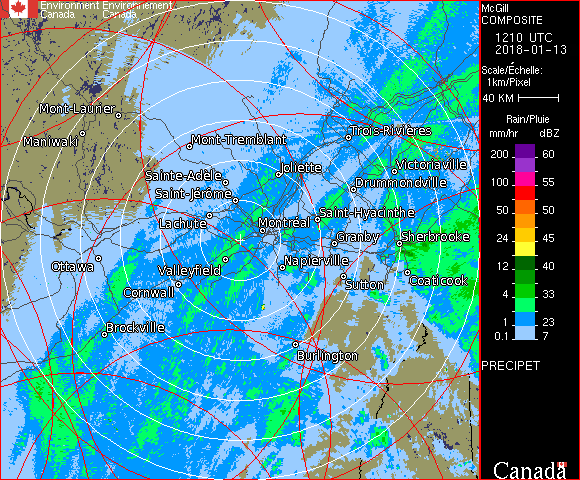 Environment Environnement
Canada Canada
McGill
COMPOSITE
1210 UTC
2018-01-13
Scale/Échelle:
1km/Pixel
40 KM
Rain/Pluie
mm/hr dBZ
200 60
100 55
50 50
24 45
12 40
4 33
1 23
0.1 7
PRECIPET
Canada
Mont-Laurier
Maniwaki
Mont-Tremblant
Trois-Rivières
Sainte-Adèle
Joliette
Victoriaville
Saint-Jérôme
Drummondville
Lachute
Montréal
Saint-Hyacinthe
Granby
Sherbrooke
Ottawa
Valleyfield
Napierville
Cornwall
Sutton
Coaticook
Brockville
Burlington